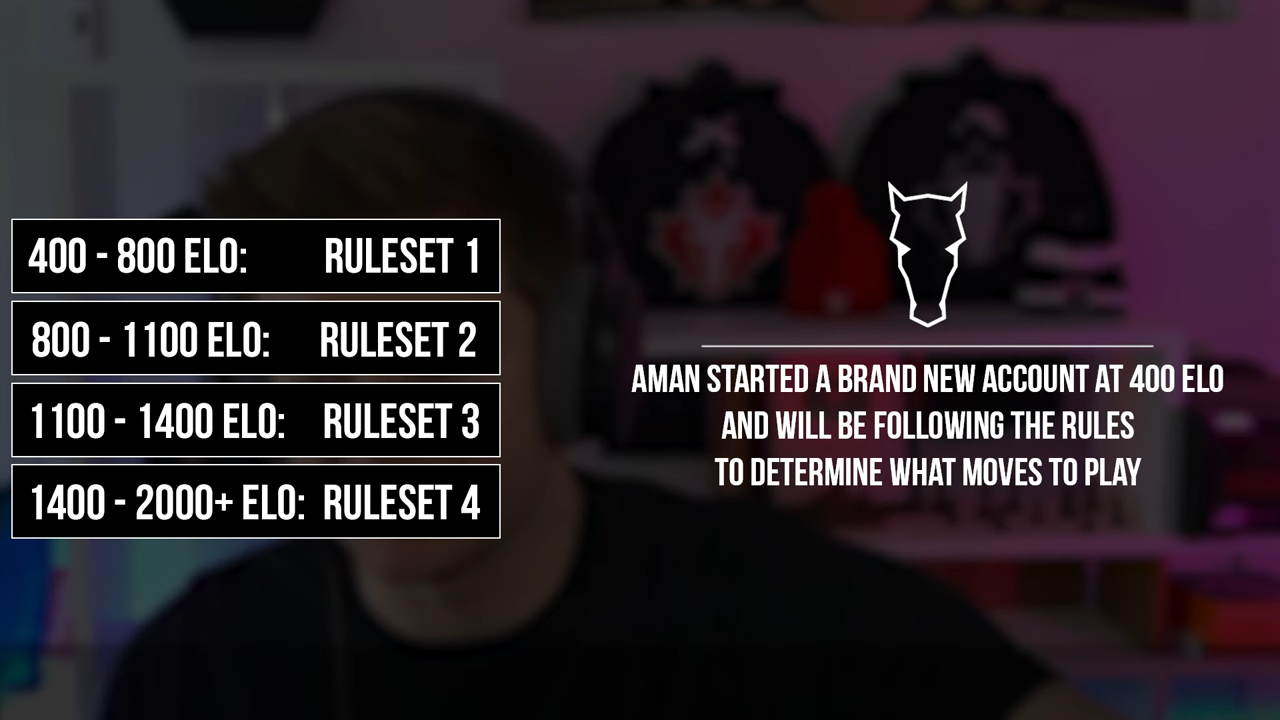 400 - 800 ELO: RULESET 1
800 - 1100 ELO: RULESET 2
1100 - 1400 ELO: RULESET 3
1400 - 2000+ ELO: RULESET 4
AMAN STARTED A BRAND NEW ACCOUNT AT 400 ELO
AND WILL BE FOLLOWING THE RULES
TO DETERMINE WHAT MOVES TO PLAY